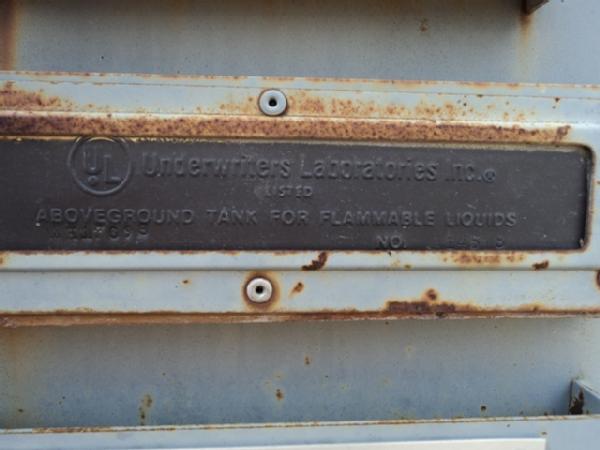 UL Underwriters Laboratories Inc.®
LISTED
ABOVEGROUND TANK FOR FLAMMABLE LIQUIDS
NO.